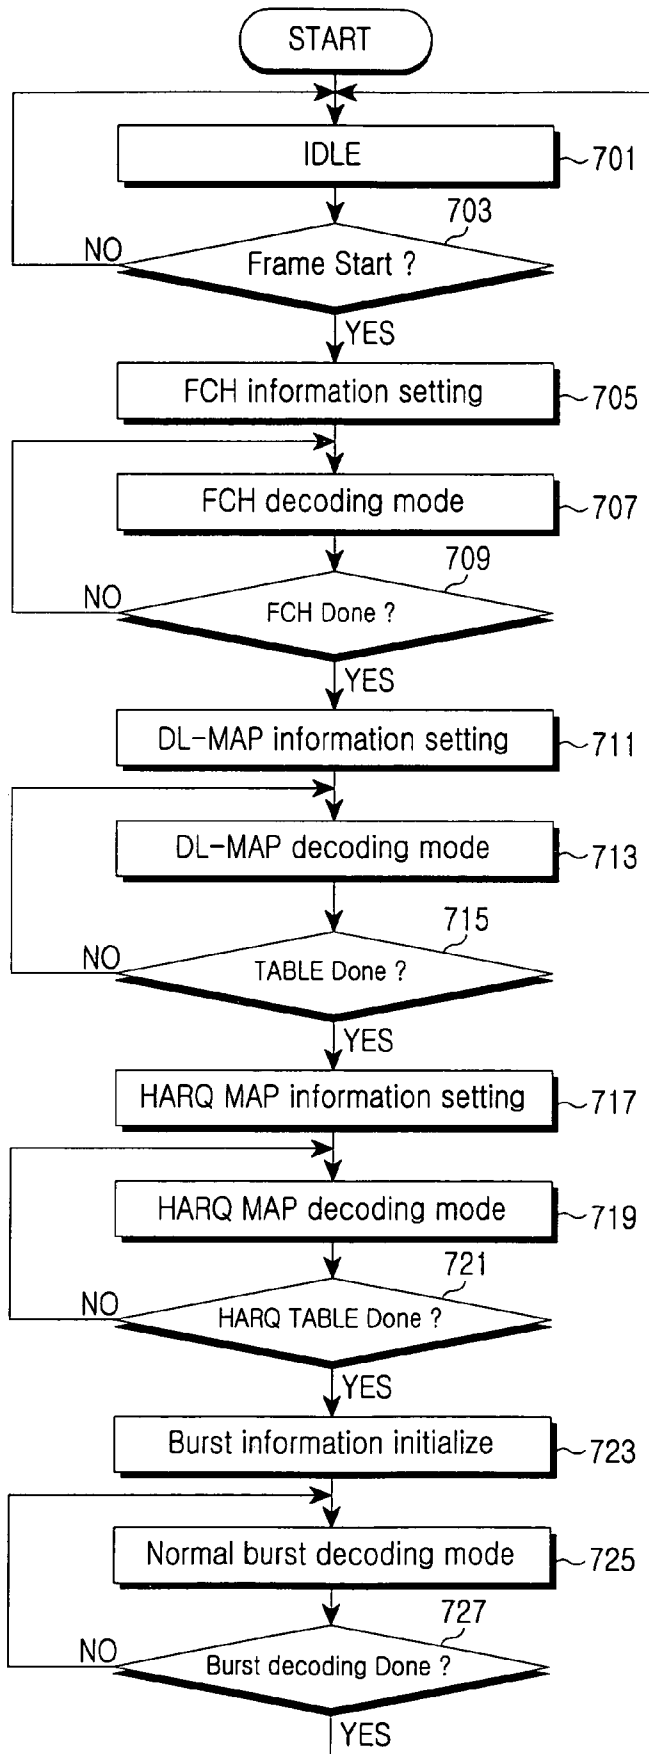 START
IDLE
701
703
Frame Start ?
NO
YES
FCH information setting
705
FCH decoding mode
707
709
FCH Done ?
NO
YES
DL-MAP information setting
711
DL-MAP decoding mode
713
715
TABLE Done ?
NO
YES
HARQ MAP information setting
717
HARQ MAP decoding mode
719
721
HARQ TABLE Done ?
NO
YES
Burst information initialize
723
Normal burst decoding mode
725
727
Burst decoding Done ?
NO
YES